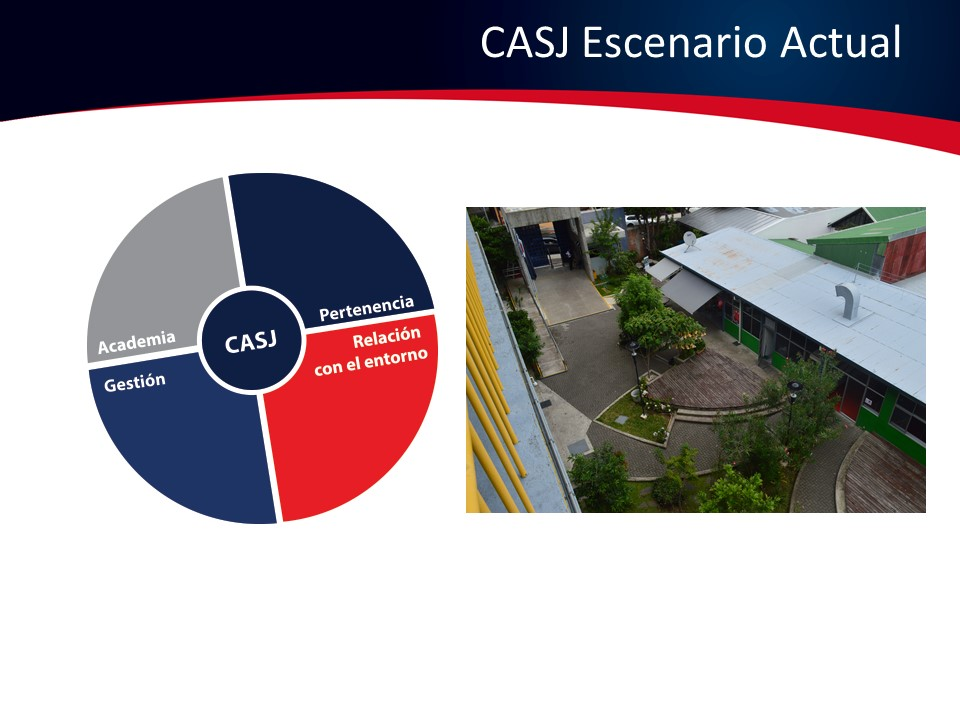 CASJ Escenario Actual
Academia
Pertenencia
CASJ
Gestión
Relación
con el entorno